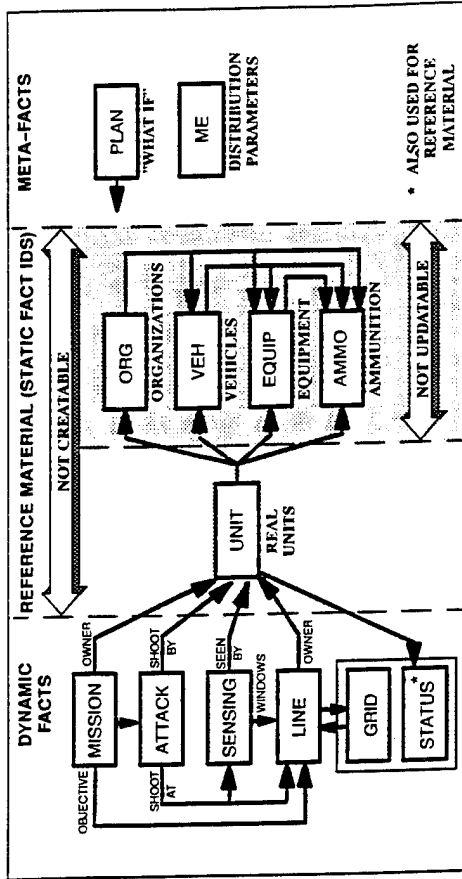 DYNAMIC
FACTS
REFERENCE MATERIAL (STATIC FACT IDS)
META-FACTS
NOT CREATABLE
OBJECTIVE
MISSION
OWNER
SHOOT
AT
ATTACK
SHOOT
BY
SENSING
SEEN
BY
WINDOWS
LINE
OWNER
GRID
STATUS*
UNIT
REAL
UNITS
ORG
ORGANIZATIONS
VEH
VEHICLES
EQUIP
EQUIPMENT
AMMO
AMMUNITION
NOT UPDATABLE
PLAN
"WHAT IF"
ME
DISTRIBUTION
PARAMETERS
* ALSO USED FOR
REFERENCE
MATERIAL